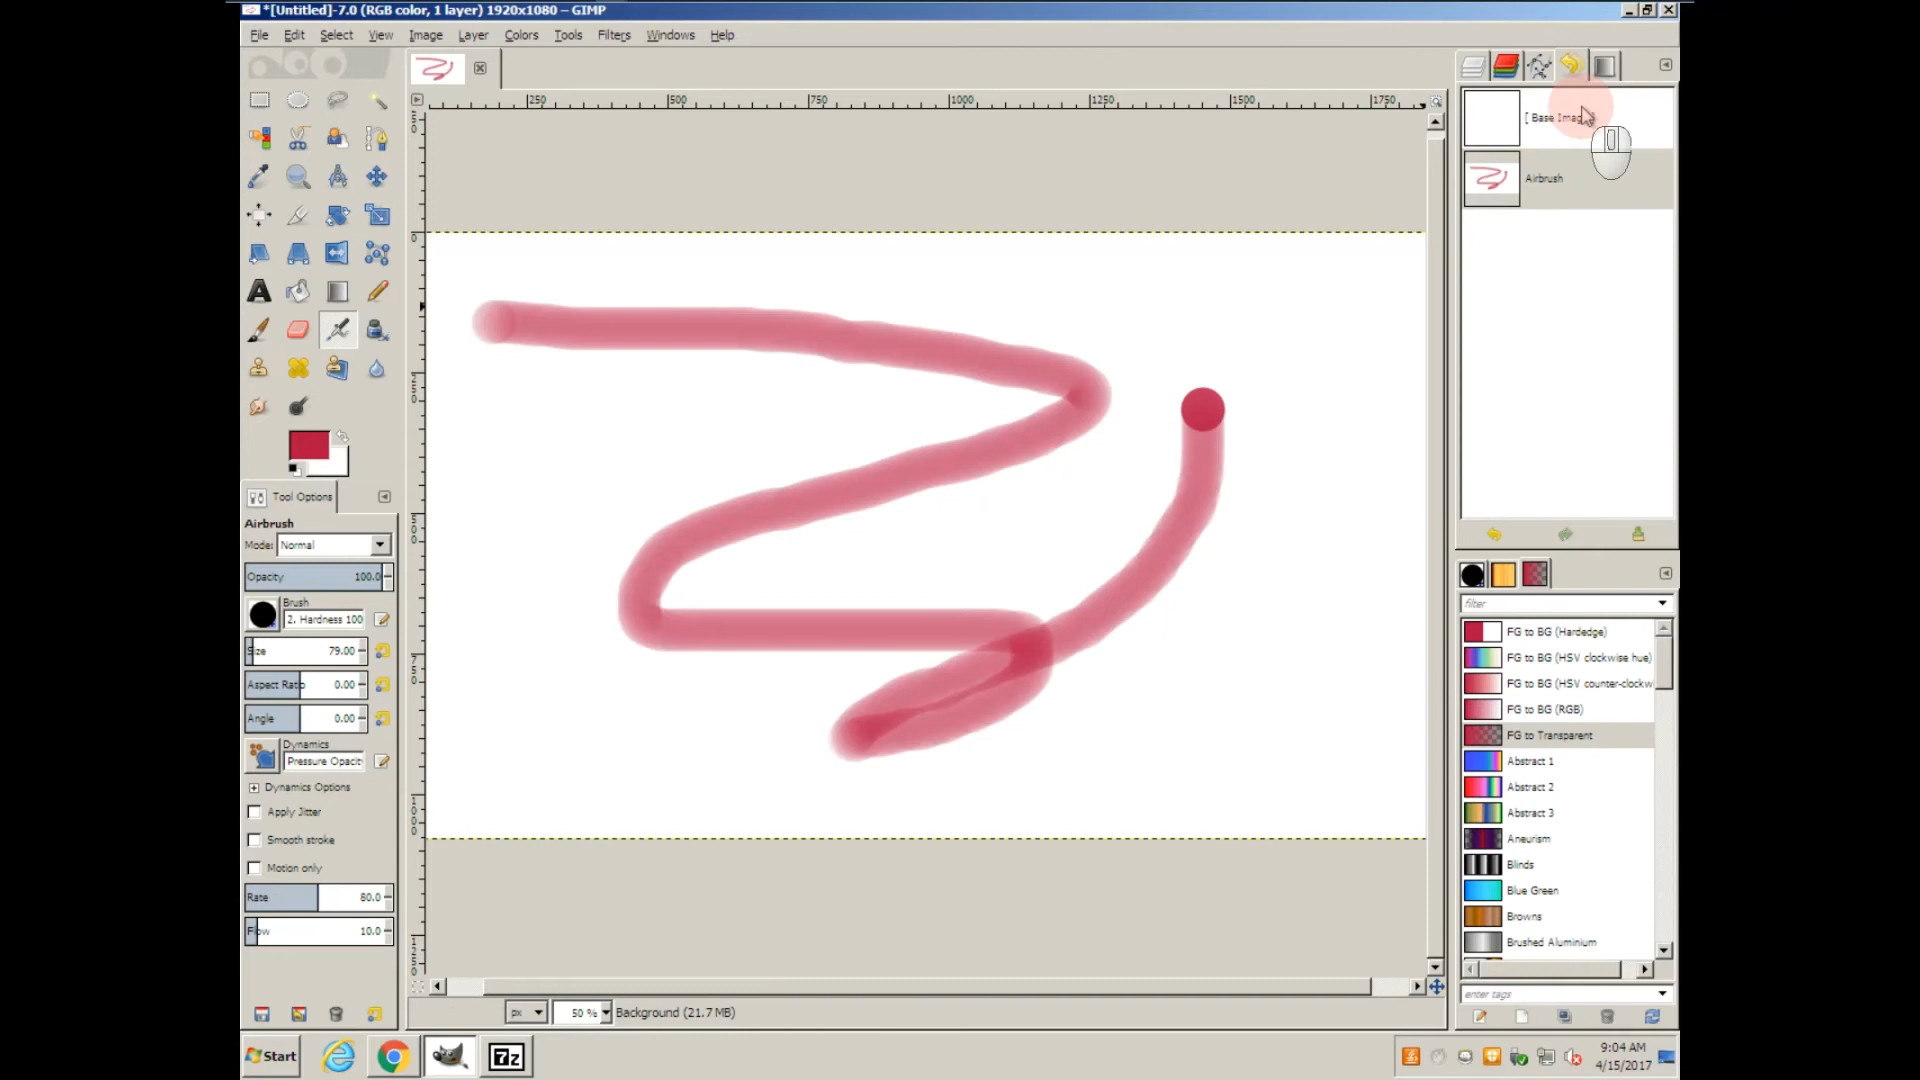 *[Untitled]-7.0 (RGB color, 1 layer) 1920x1080 – GIMP
File Edit Select View Image Layer Colors Tools Filters Windows Help
250 500 750 1000 1250 1500 1750
[ Base Imag
Airbrush
Tool Options
Airbrush
Mode: Normal
Opacity 100.0
Brush
2. Hardness 100
Size 79.00
Aspect Ratio 0.00
Angle 0.00
Dynamics
Pressure Opacit
Dynamics Options
Apply Jitter
Smooth stroke
Motion only
Rate 80.0
Flow 10.0
filter
FG to BG (Hardedge)
FG to BG (HSV clockwise hue)
FG to BG (HSV counter-clockw
FG to BG (RGB)
FG to Transparent
Abstract 1
Abstract 2
Abstract 3
Aneurism
Blinds
Blue Green
Browns
Brushed Aluminium
enter tags
px 50 % Background (21.7 MB)
Start
7z
9:04 AM
4/15/2017